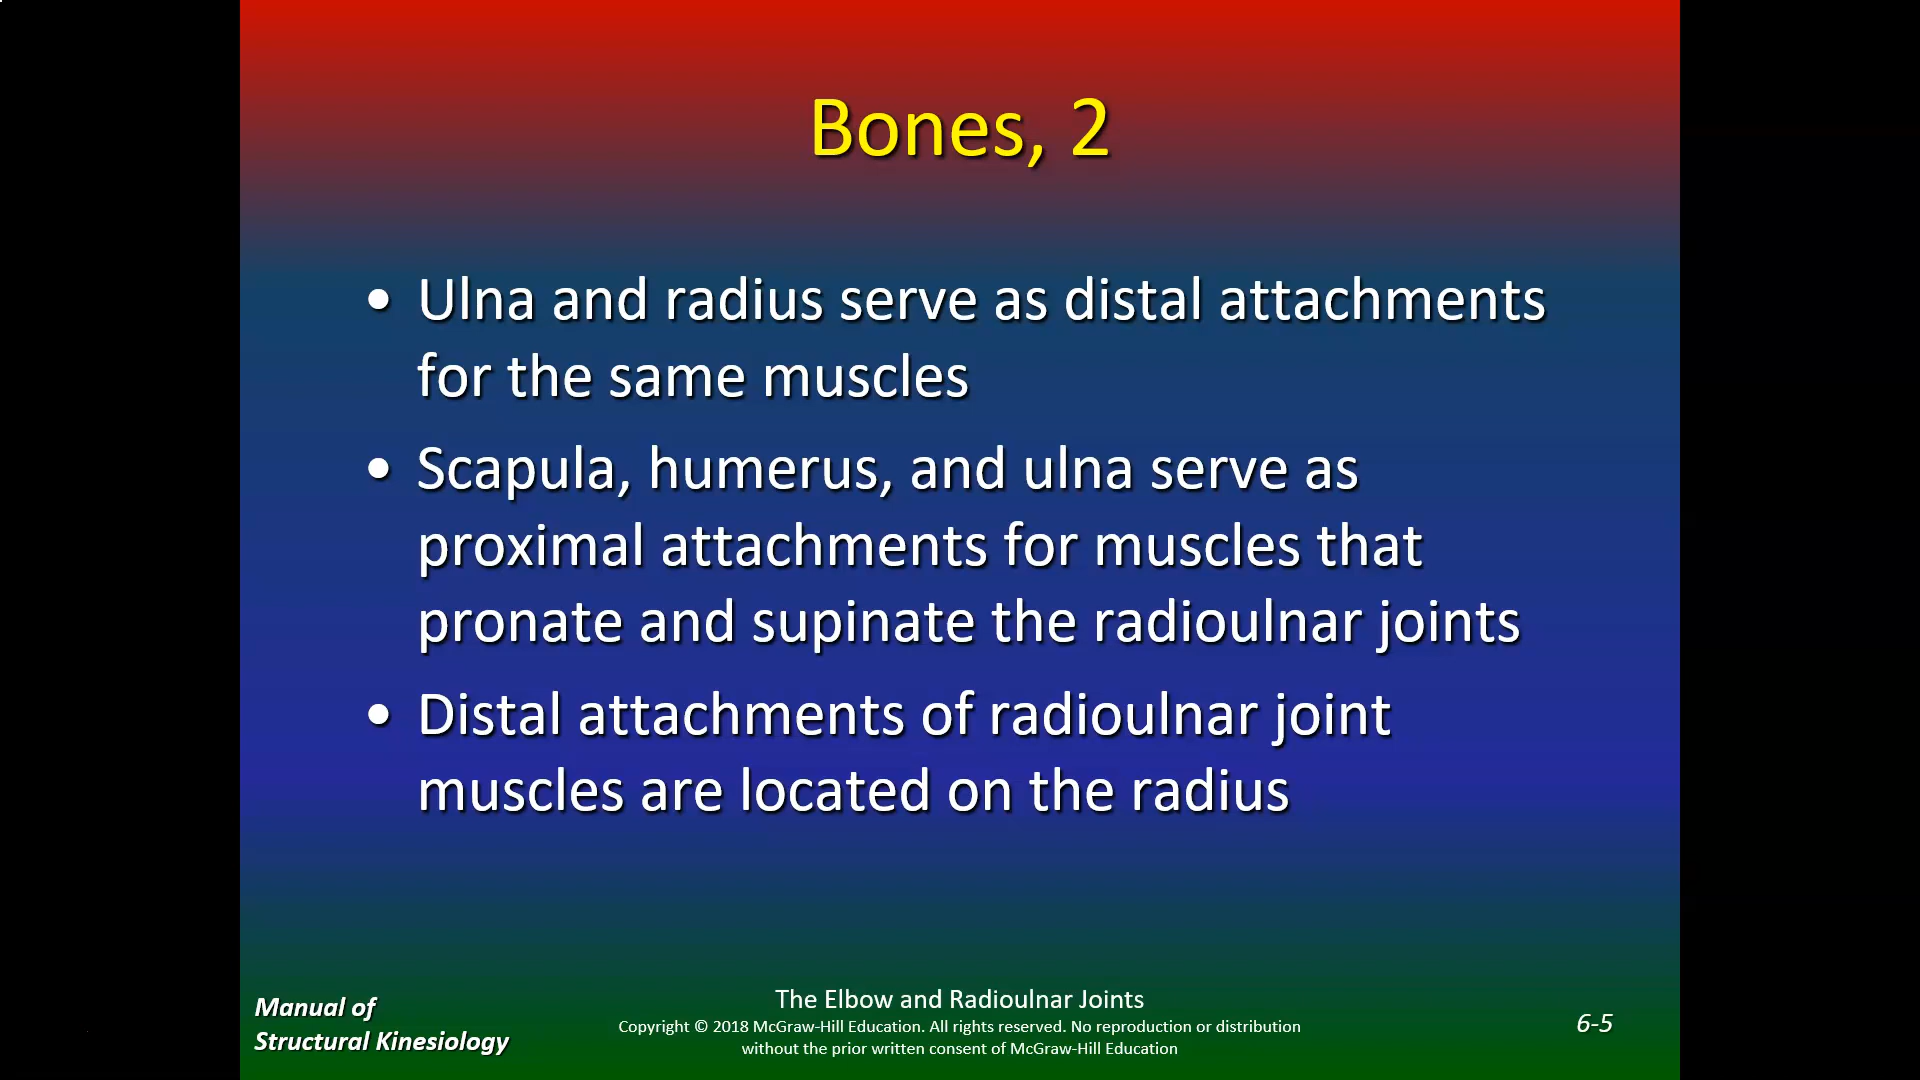 Bones, 2
• Ulna and radius serve as distal attachments
for the same muscles
• Scapula, humerus, and ulna serve as
proximal attachments for muscles that
pronate and supinate the radioulnar joints
• Distal attachments of radioulnar joint
muscles are located on the radius
Manual of
Structural Kinesiology
The Elbow and Radioulnar Joints
Copyright © 2018 McGraw-Hill Education. All rights reserved. No reproduction or distribution
without the prior written consent of McGraw-Hill Education
6-5